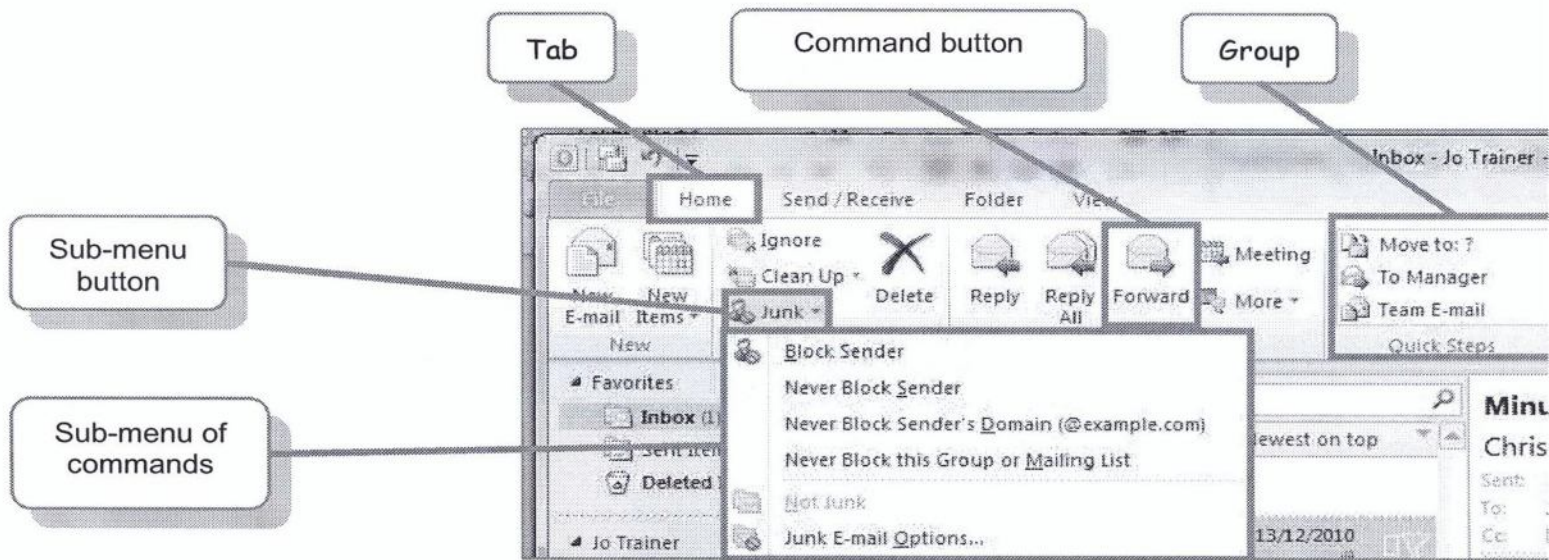 Tab
Command button
Group
Sub-menu
button
Sub-menu of
commands
Inbox - Jo Trainer -
File Home Send / Receive Folder View
New
E-mail
New
Items
Ignore
Clean Up
Junk
Delete
Reply
Reply
All
Forward
Meeting
More
Move to: ?
To Manager
Team E-mail
New
Quick Steps
Block Sender
Never Block Sender
Never Block Sender's Domain (@example.com)
Never Block this Group or Mailing List
Not Junk
Junk E-mail Options...
Favorites
Inbox (1)
Sent Item
Deleted
Jo Trainer
Newest on top
13/12/2010
Minu
Chris
Sent:
To:
Cc: